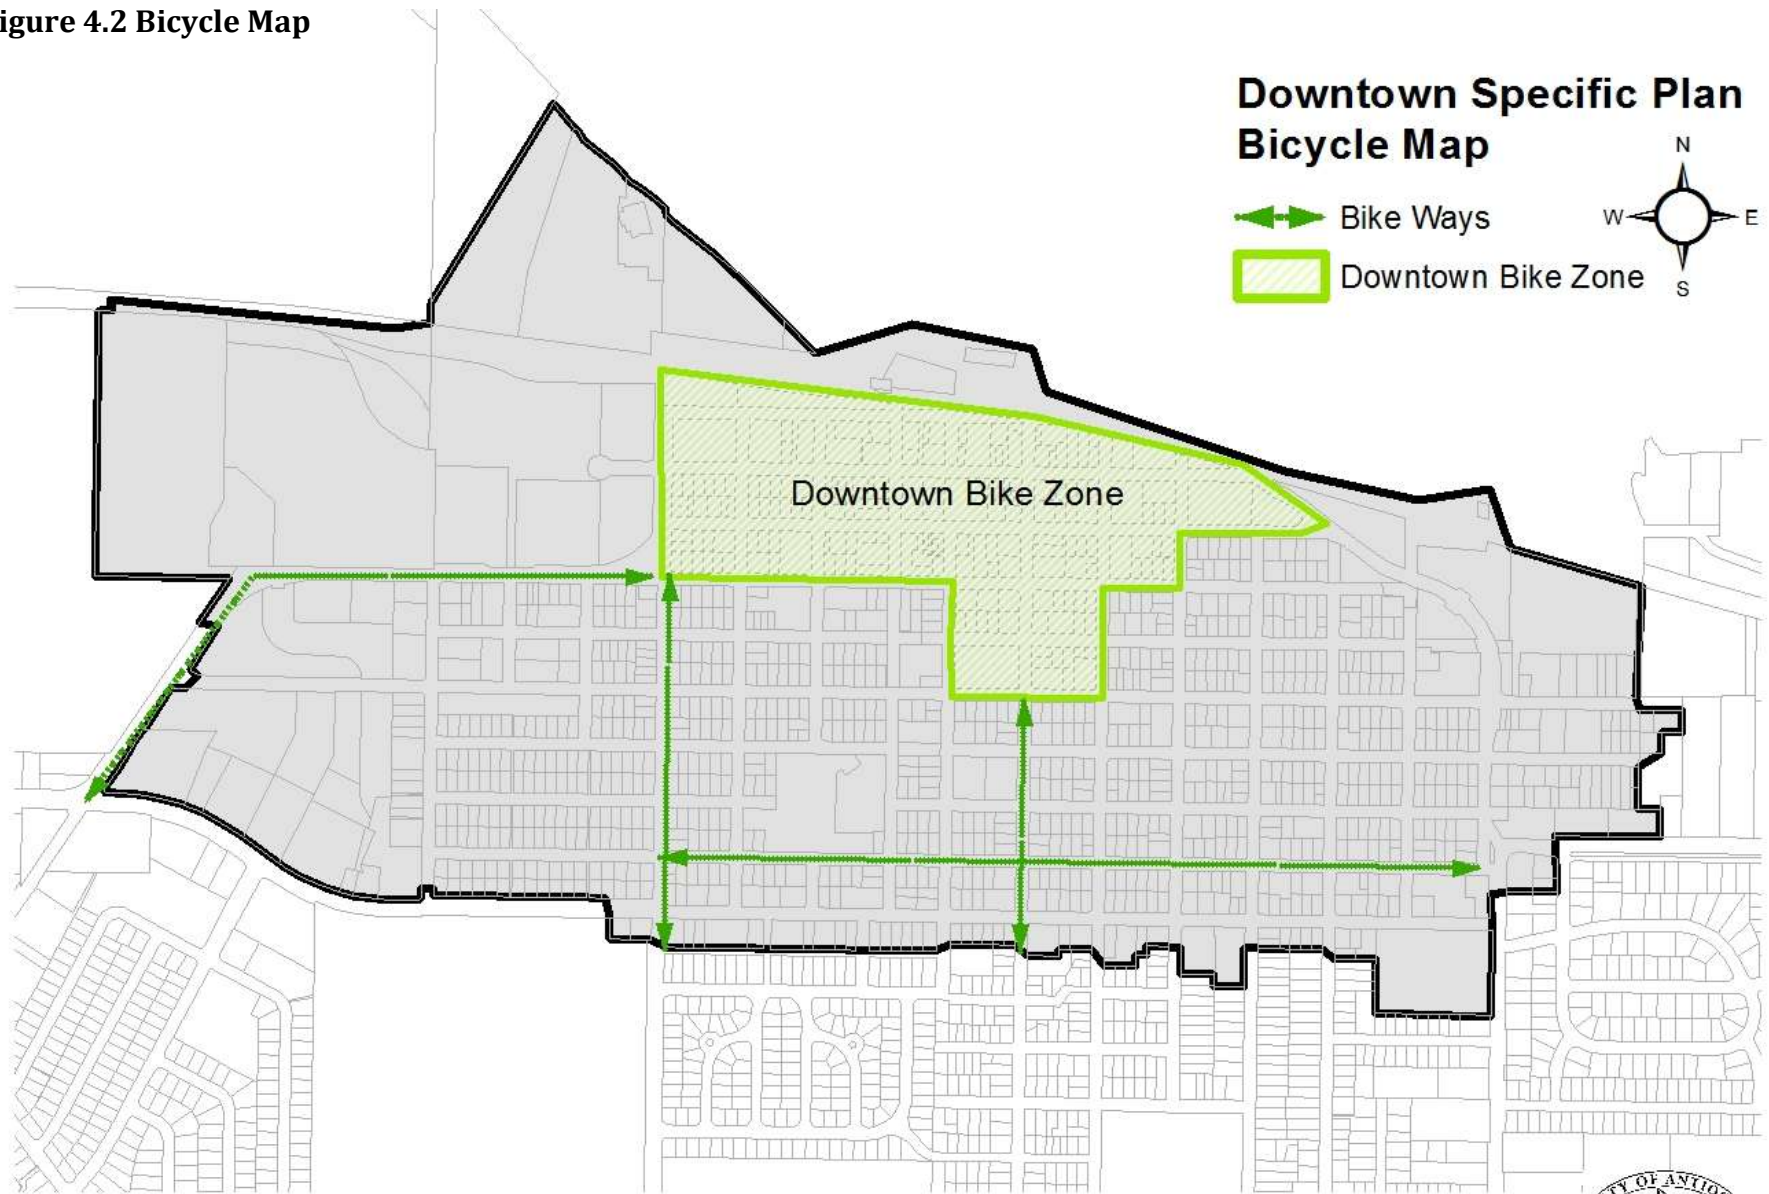 igure 4.2 Bicycle Map
Downtown Specific Plan
Bicycle Map
N
W
E
S
Bike Ways
Downtown Bike Zone
Downtown Bike Zone